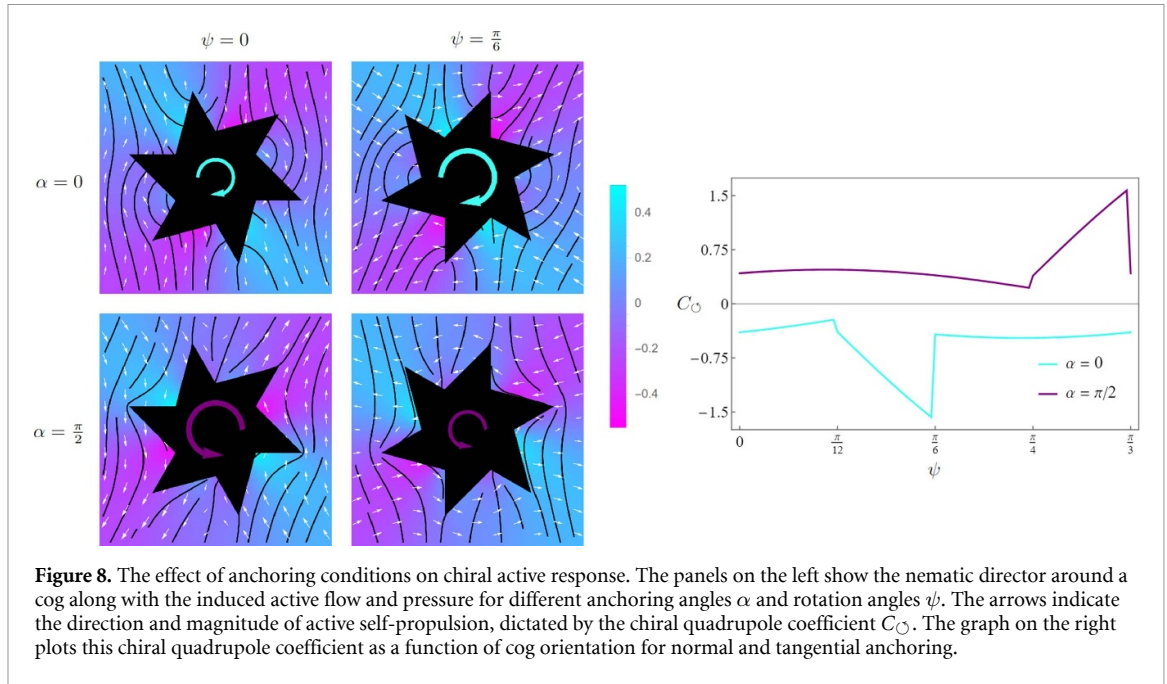 ψ = 0
ψ = π/6
α = 0
α = π/2
0.4
0.2
0
−0.2
−0.4
1.5
0.75
0
−0.75
−1.5
C↺
α = 0
α = π/2
0
π/12
π/6
π/4
π/3
ψ
Figure 8. The effect of anchoring conditions on chiral active response. The panels on the left show the nematic director around a
cog along with the induced active flow and pressure for different anchoring angles α and rotation angles ψ. The arrows indicate
the direction and magnitude of active self-propulsion, dictated by the chiral quadrupole coefficient C↺. The graph on the right
plots this chiral quadrupole coefficient as a function of cog orientation for normal and tangential anchoring.